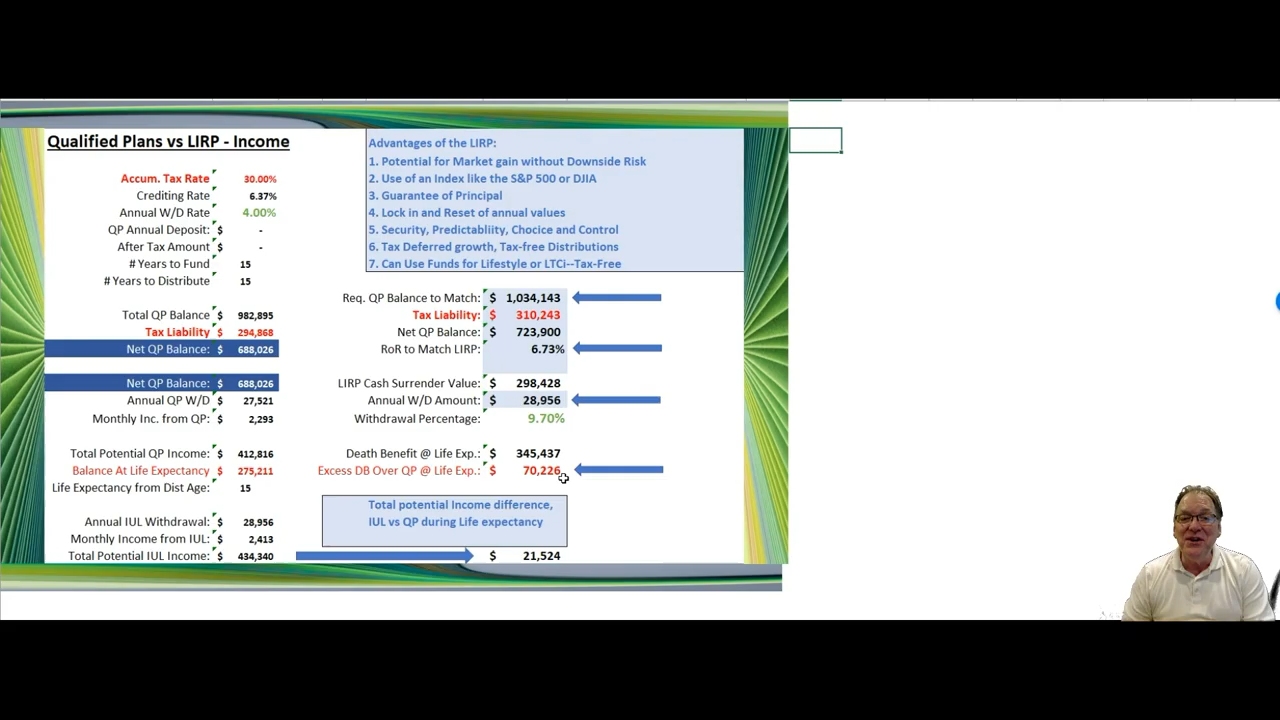 Qualified Plans vs LIRP - Income
Accum. Tax Rate 30.00%
Crediting Rate 6.37%
Annual W/D Rate 4.00%
QP Annual Deposit: $ -
After Tax Amount $ -
# Years to Fund 15
# Years to Distribute 15
Total QP Balance $ 982,895
Tax Liability $ 294,868
Net QP Balance: $ 688,026
Net QP Balance: $ 688,026
Annual QP W/D $ 27,521
Monthly Inc. from QP: $ 2,293
Total Potential QP Income: $ 412,816
Balance At Life Expectancy $ 275,211
Life Expectancy from Dist Age: 15
Annual IUL Withdrawal: $ 28,956
Monthly Income from IUL: $ 2,413
Total Potential IUL Income: $ 434,340
Advantages of the LIRP:
1. Potential for Market gain without Downside Risk
2. Use of an Index like the S&P 500 or DJIA
3. Guarantee of Principal
4. Lock in and Reset of annual values
5. Security, Predictabliity, Chocice and Control
6. Tax Deferred growth, Tax-free Distributions
7. Can Use Funds for Lifestyle or LTCi--Tax-Free
Req. QP Balance to Match: $ 1,034,143
Tax Liability: $ 310,243
Net QP Balance: $ 723,900
RoR to Match LIRP: 6.73%
LIRP Cash Surrender Value: $ 298,428
Annual W/D Amount: $ 28,956
Withdrawal Percentage: 9.70%
Death Benefit @ Life Exp.: $ 345,437
Excess DB Over QP @ Life Exp.: $ 70,226
Total potential Income difference,
IUL vs QP during Life expectancy
$ 21,524